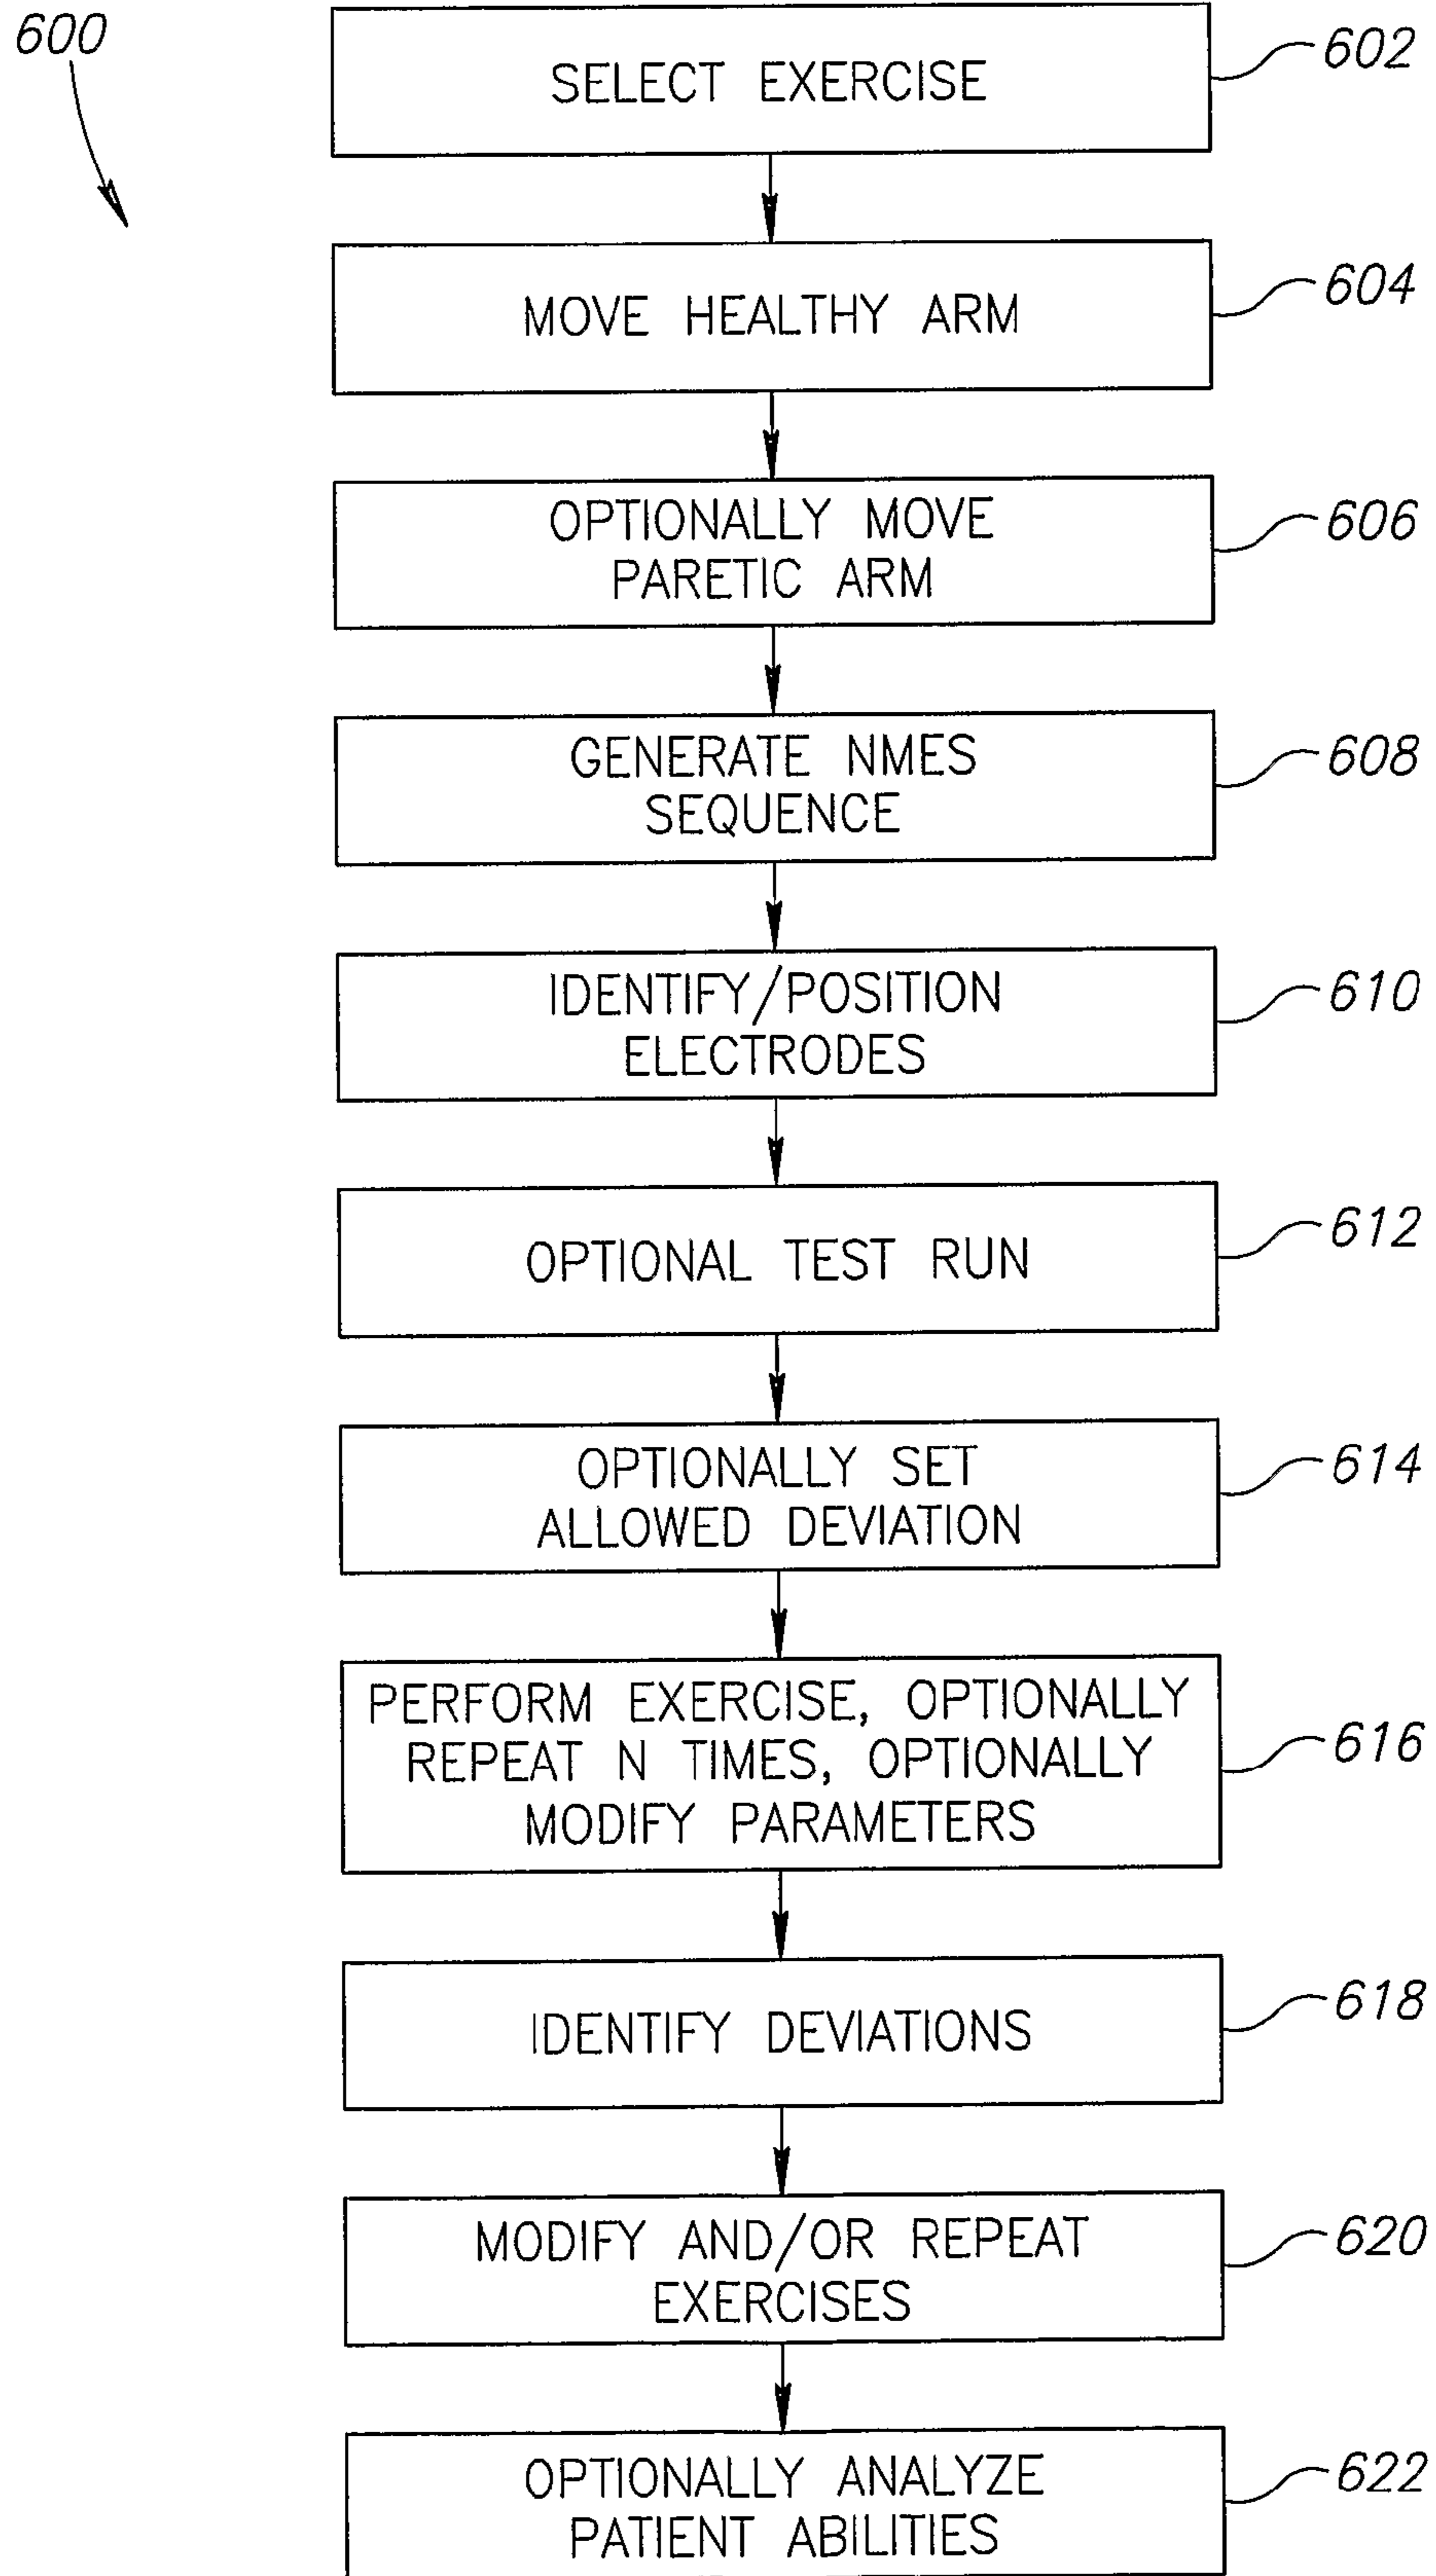 600
SELECT EXERCISE
602
MOVE HEALTHY ARM
604
OPTIONALLY MOVE
PARETIC ARM
606
GENERATE NMES
SEQUENCE
608
IDENTIFY/POSITION
ELECTRODES
610
OPTIONAL TEST RUN
612
OPTIONALLY SET
ALLOWED DEVIATION
614
PERFORM EXERCISE, OPTIONALLY
REPEAT N TIMES, OPTIONALLY
MODIFY PARAMETERS
616
IDENTIFY DEVIATIONS
618
MODIFY AND/OR REPEAT
EXERCISES
620
OPTIONALLY ANALYZE
PATIENT ABILITIES
622